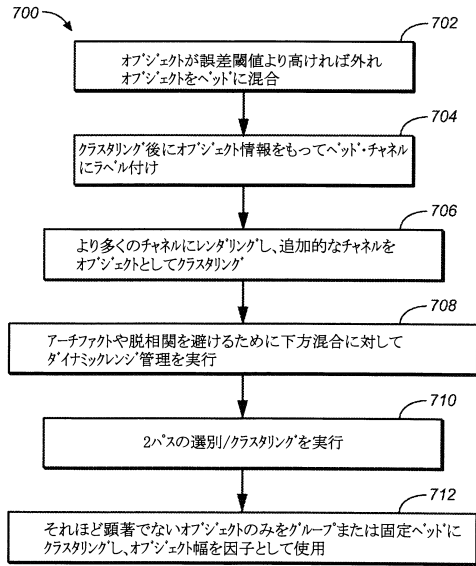 700
702
オブジェクトが誤差閾値より高ければ外れ
オブジェクトをベッドに混合
704
クラスタリング後にオブジェクト情報をもってベッド・チャネル
にラベル付け
706
より多くのチャネルにレンダリングし、追加的なチャネルを
オブジェクトとしてクラスタリング
708
アーチファクトや脱相関を避けるために下方混合に対して
ダイナミックレンジ管理を実行
710
2パスの選別/クラスタリングを実行
712
それほど顕著でないオブジェクトのみをグループまたは固定ベッドに
クラスタリングし、オブジェクト幅を因子として使用